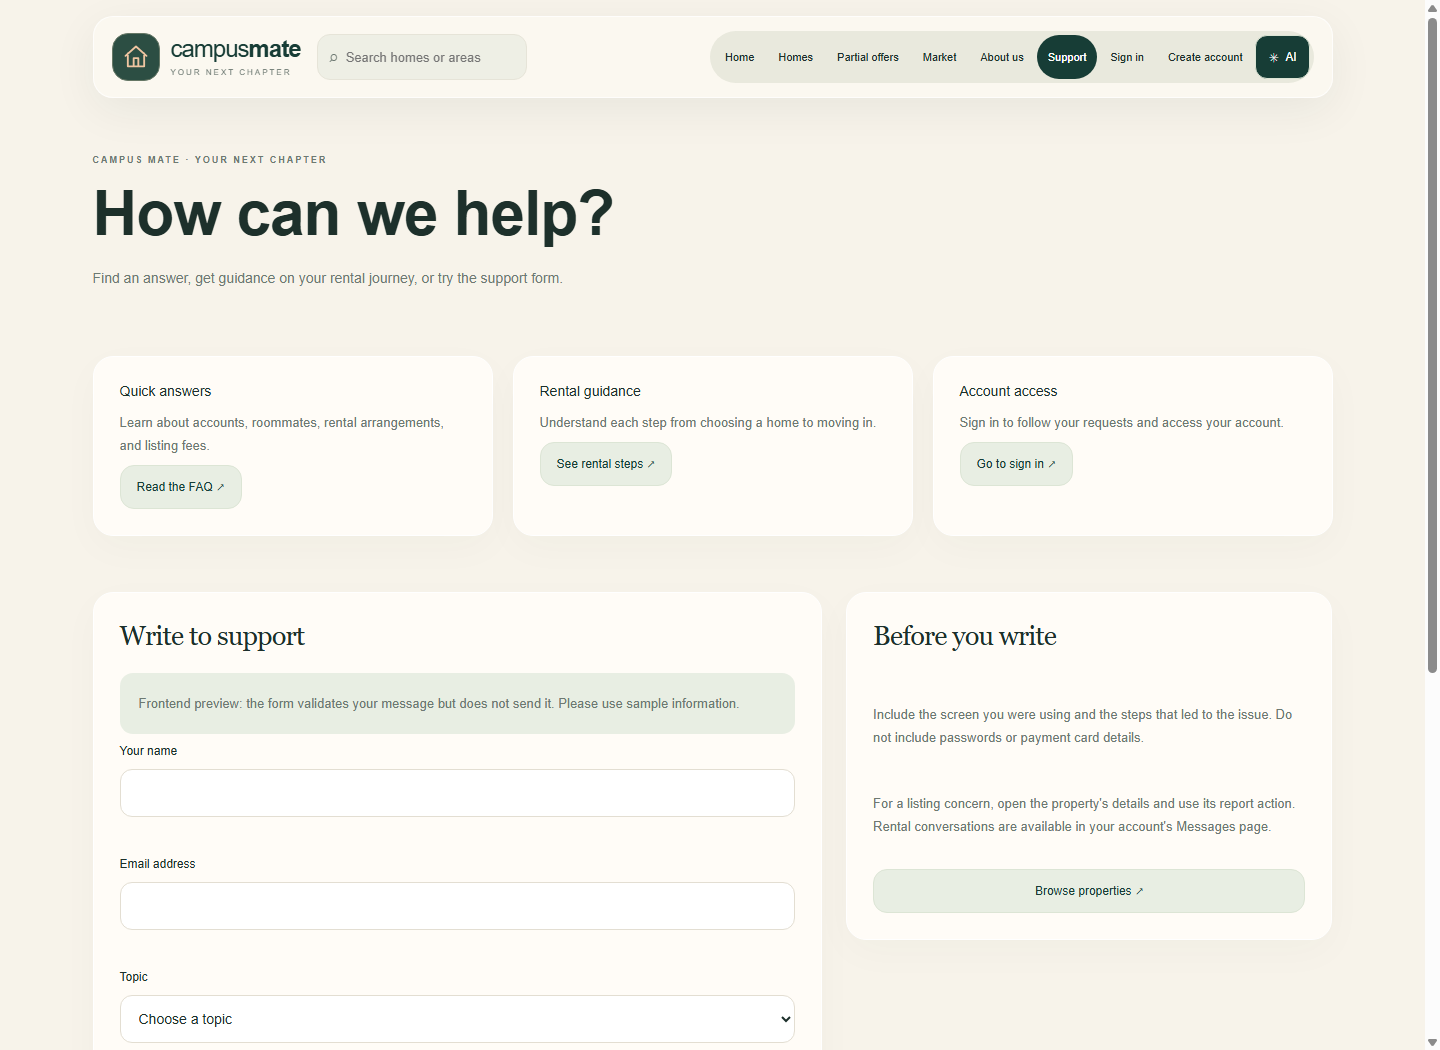 campusmate
YOUR NEXT CHAPTER
Search homes or areas
Home
Homes
Partial offers
Market
About us
Support
Sign in
Create account
AI
CAMPUS MATE · YOUR NEXT CHAPTER
How can we help?
Find an answer, get guidance on your rental journey, or try the support form.
Quick answers
Learn about accounts, roommates, rental arrangements,
and listing fees.
Read the FAQ ↗
Rental guidance
Understand each step from choosing a home to moving in.
See rental steps ↗
Account access
Sign in to follow your requests and access your account.
Go to sign in ↗
Write to support
Frontend preview: the form validates your message but does not send it. Please use sample information.
Your name
Email address
Topic
Choose a topic
Before you write
Include the screen you were using and the steps that led to the issue. Do
not include passwords or payment card details.
For a listing concern, open the property's details and use its report action.
Rental conversations are available in your account's Messages page.
Browse properties ↗